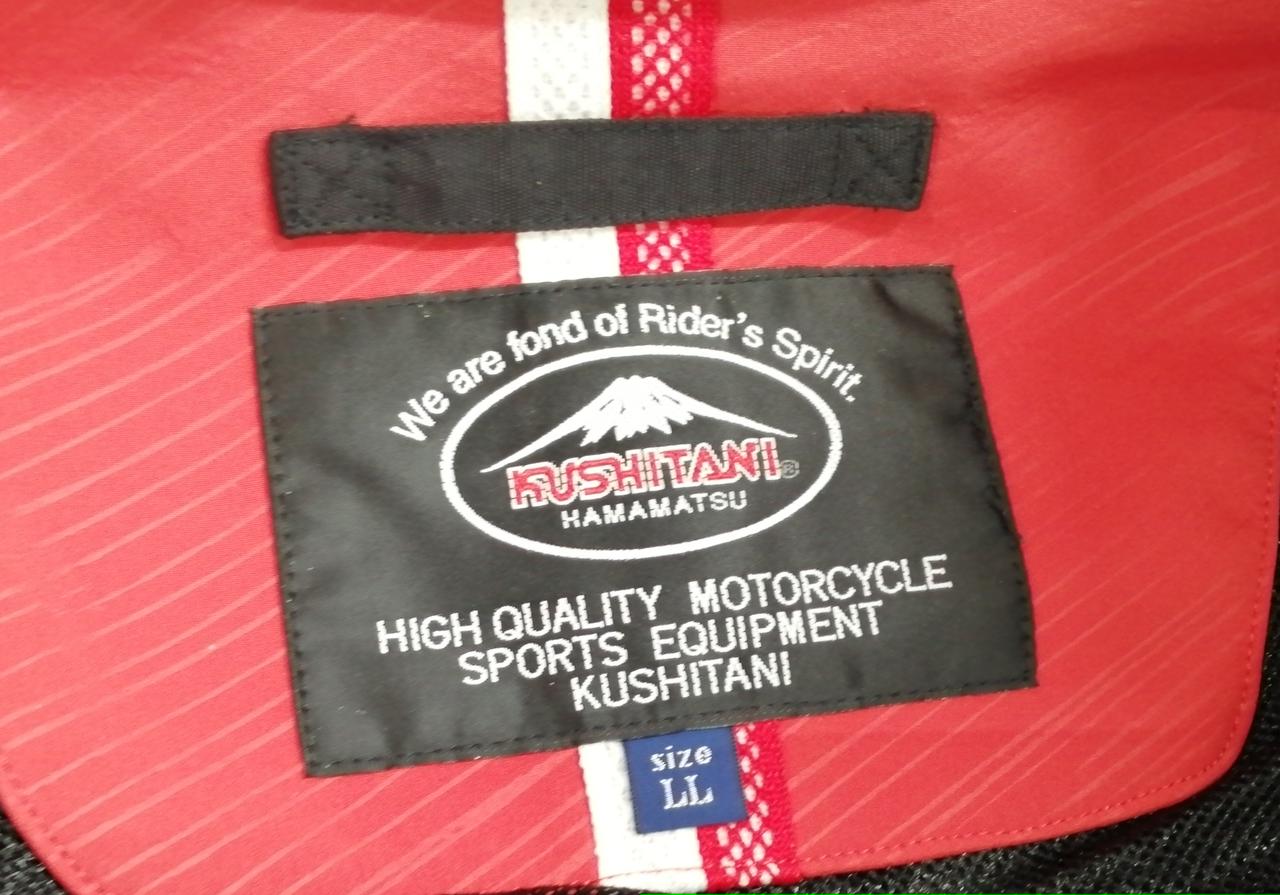 We are fond of Rider's Spirit.
KUSHITANI®
HAMAMATSU
HIGH QUALITY MOTORCYCLE
SPORTS EQUIPMENT
KUSHITANI
size
LL